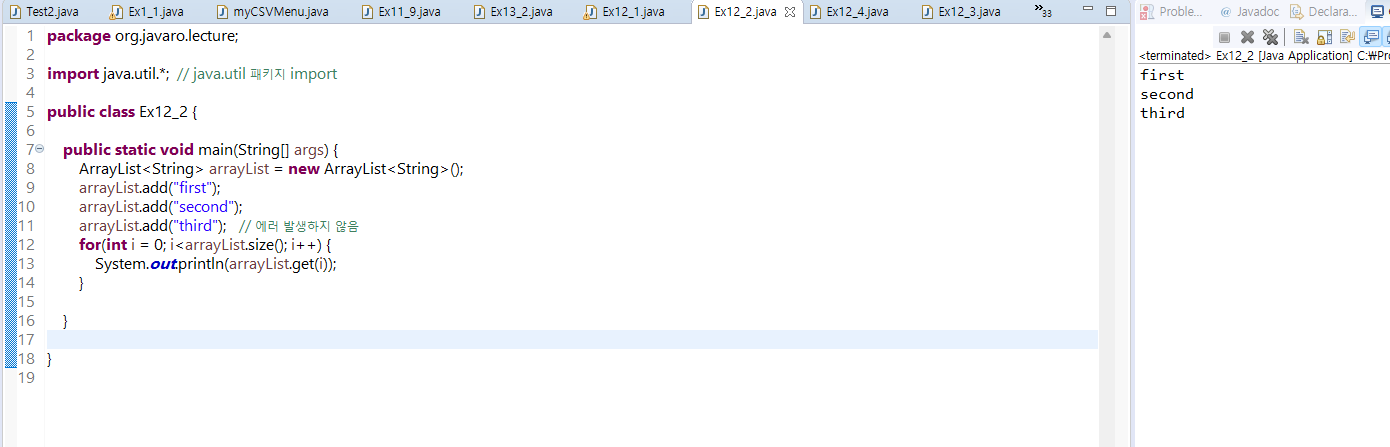 Test2.java Ex1_1.java myCSVMenu.java Ex11_9.java Ex13_2.java Ex12_1.java Ex12_2.java Ex12_4.java Ex12_3.java »33
Proble... @ Javadoc Declara...
<terminated> Ex12_2 [Java Application] C:₩Pro
first
second
third
1 package org.javaro.lecture;
2
3 import java.util.*; // java.util 패키지 import
4
5 public class Ex12_2 {
6
7 public static void main(String[] args) {
8 ArrayList<String> arrayList = new ArrayList<String>();
9 arrayList.add("first");
10 arrayList.add("second");
11 arrayList.add("third"); // 에러 발생하지 않음
12 for(int i = 0; i<arrayList.size(); i++) {
13 System.out.println(arrayList.get(i));
14 }
15
16 }
17
18 }
19